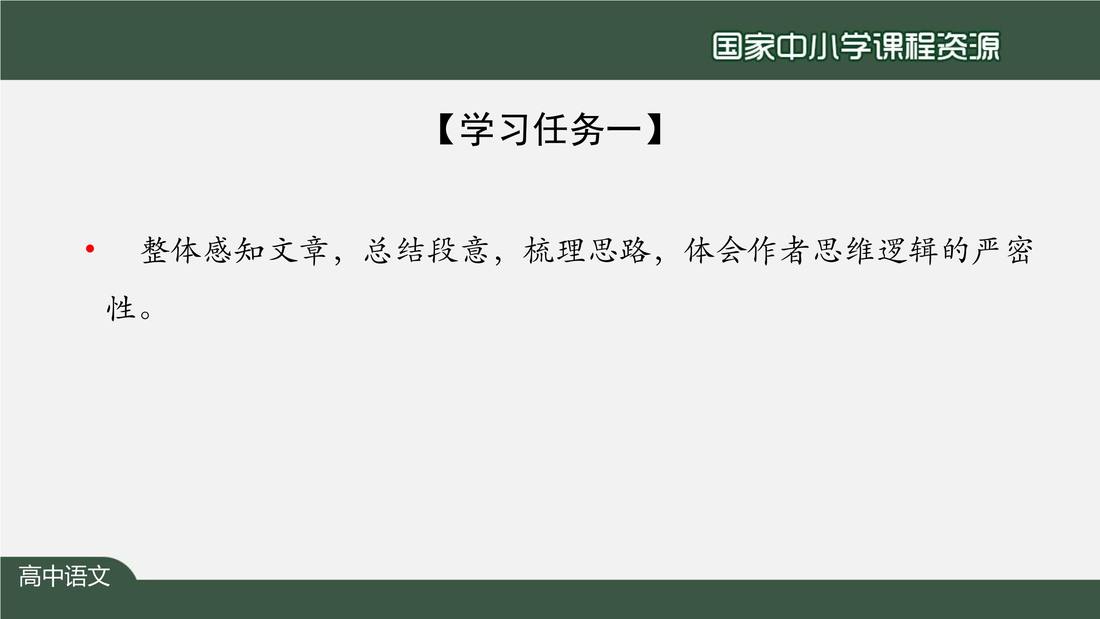 国家中小学课程资源
【学习任务一】
• 整体感知文章，总结段意，梳理思路，体会作者思维逻辑的严密
性。
高中语文